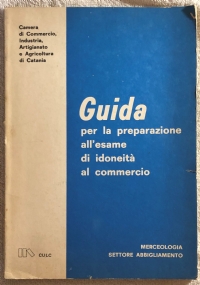 Camera
di Commercio,
Industria,
Artigianato
e Agricoltura
di Catania
Guida
per la preparazione
all'esame
di idoneità
al commercio
MERCEOLOGIA
SETTORE ABBIGLIAMENTO
CULC